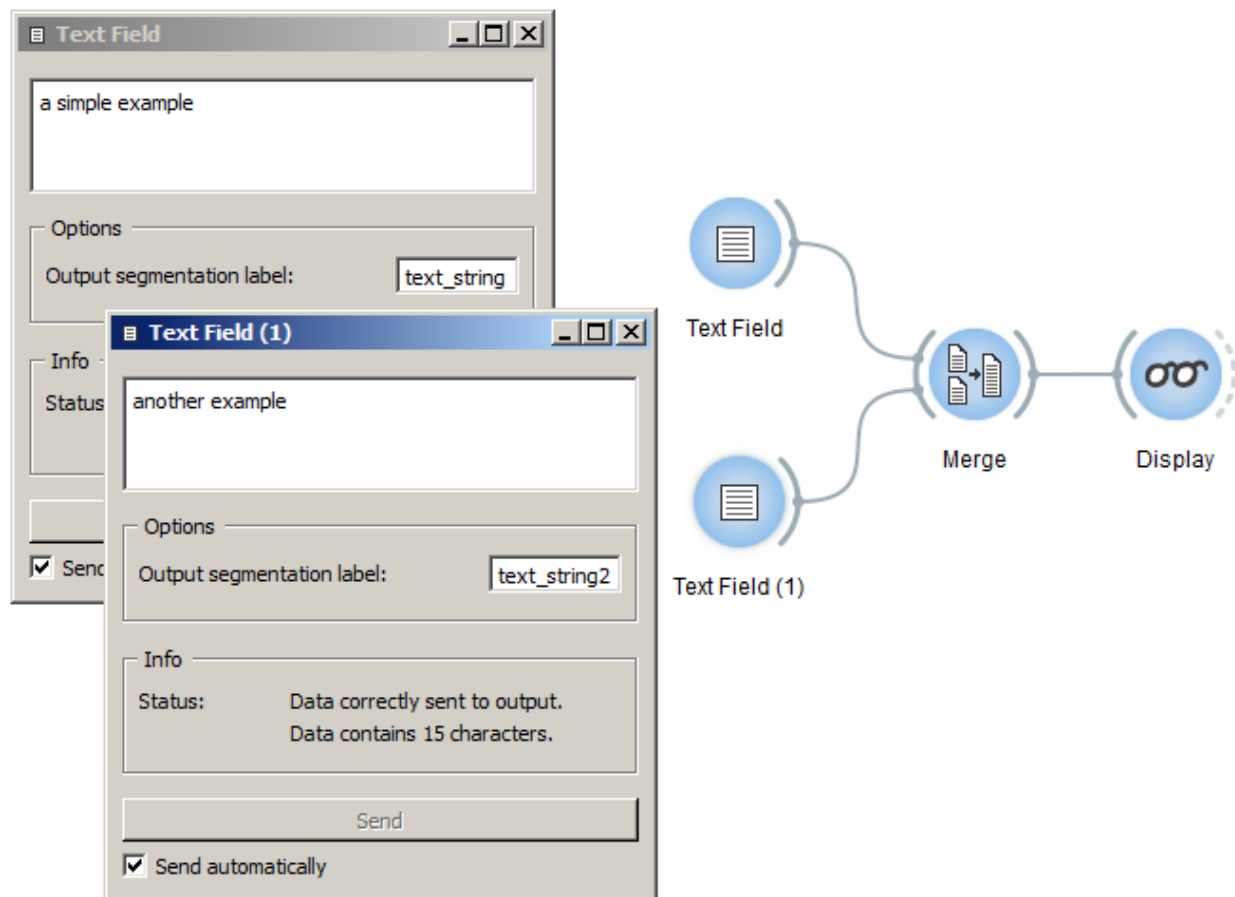 Text Field
a simple example
Options
Output segmentation label: text_string
Info
Status
Send
Text Field (1)
another example
Options
Output segmentation label: text_string2
Info
Status: Data correctly sent to output.
Data contains 15 characters.
Send
Send automatically
Text Field
Merge
Display
Text Field (1)